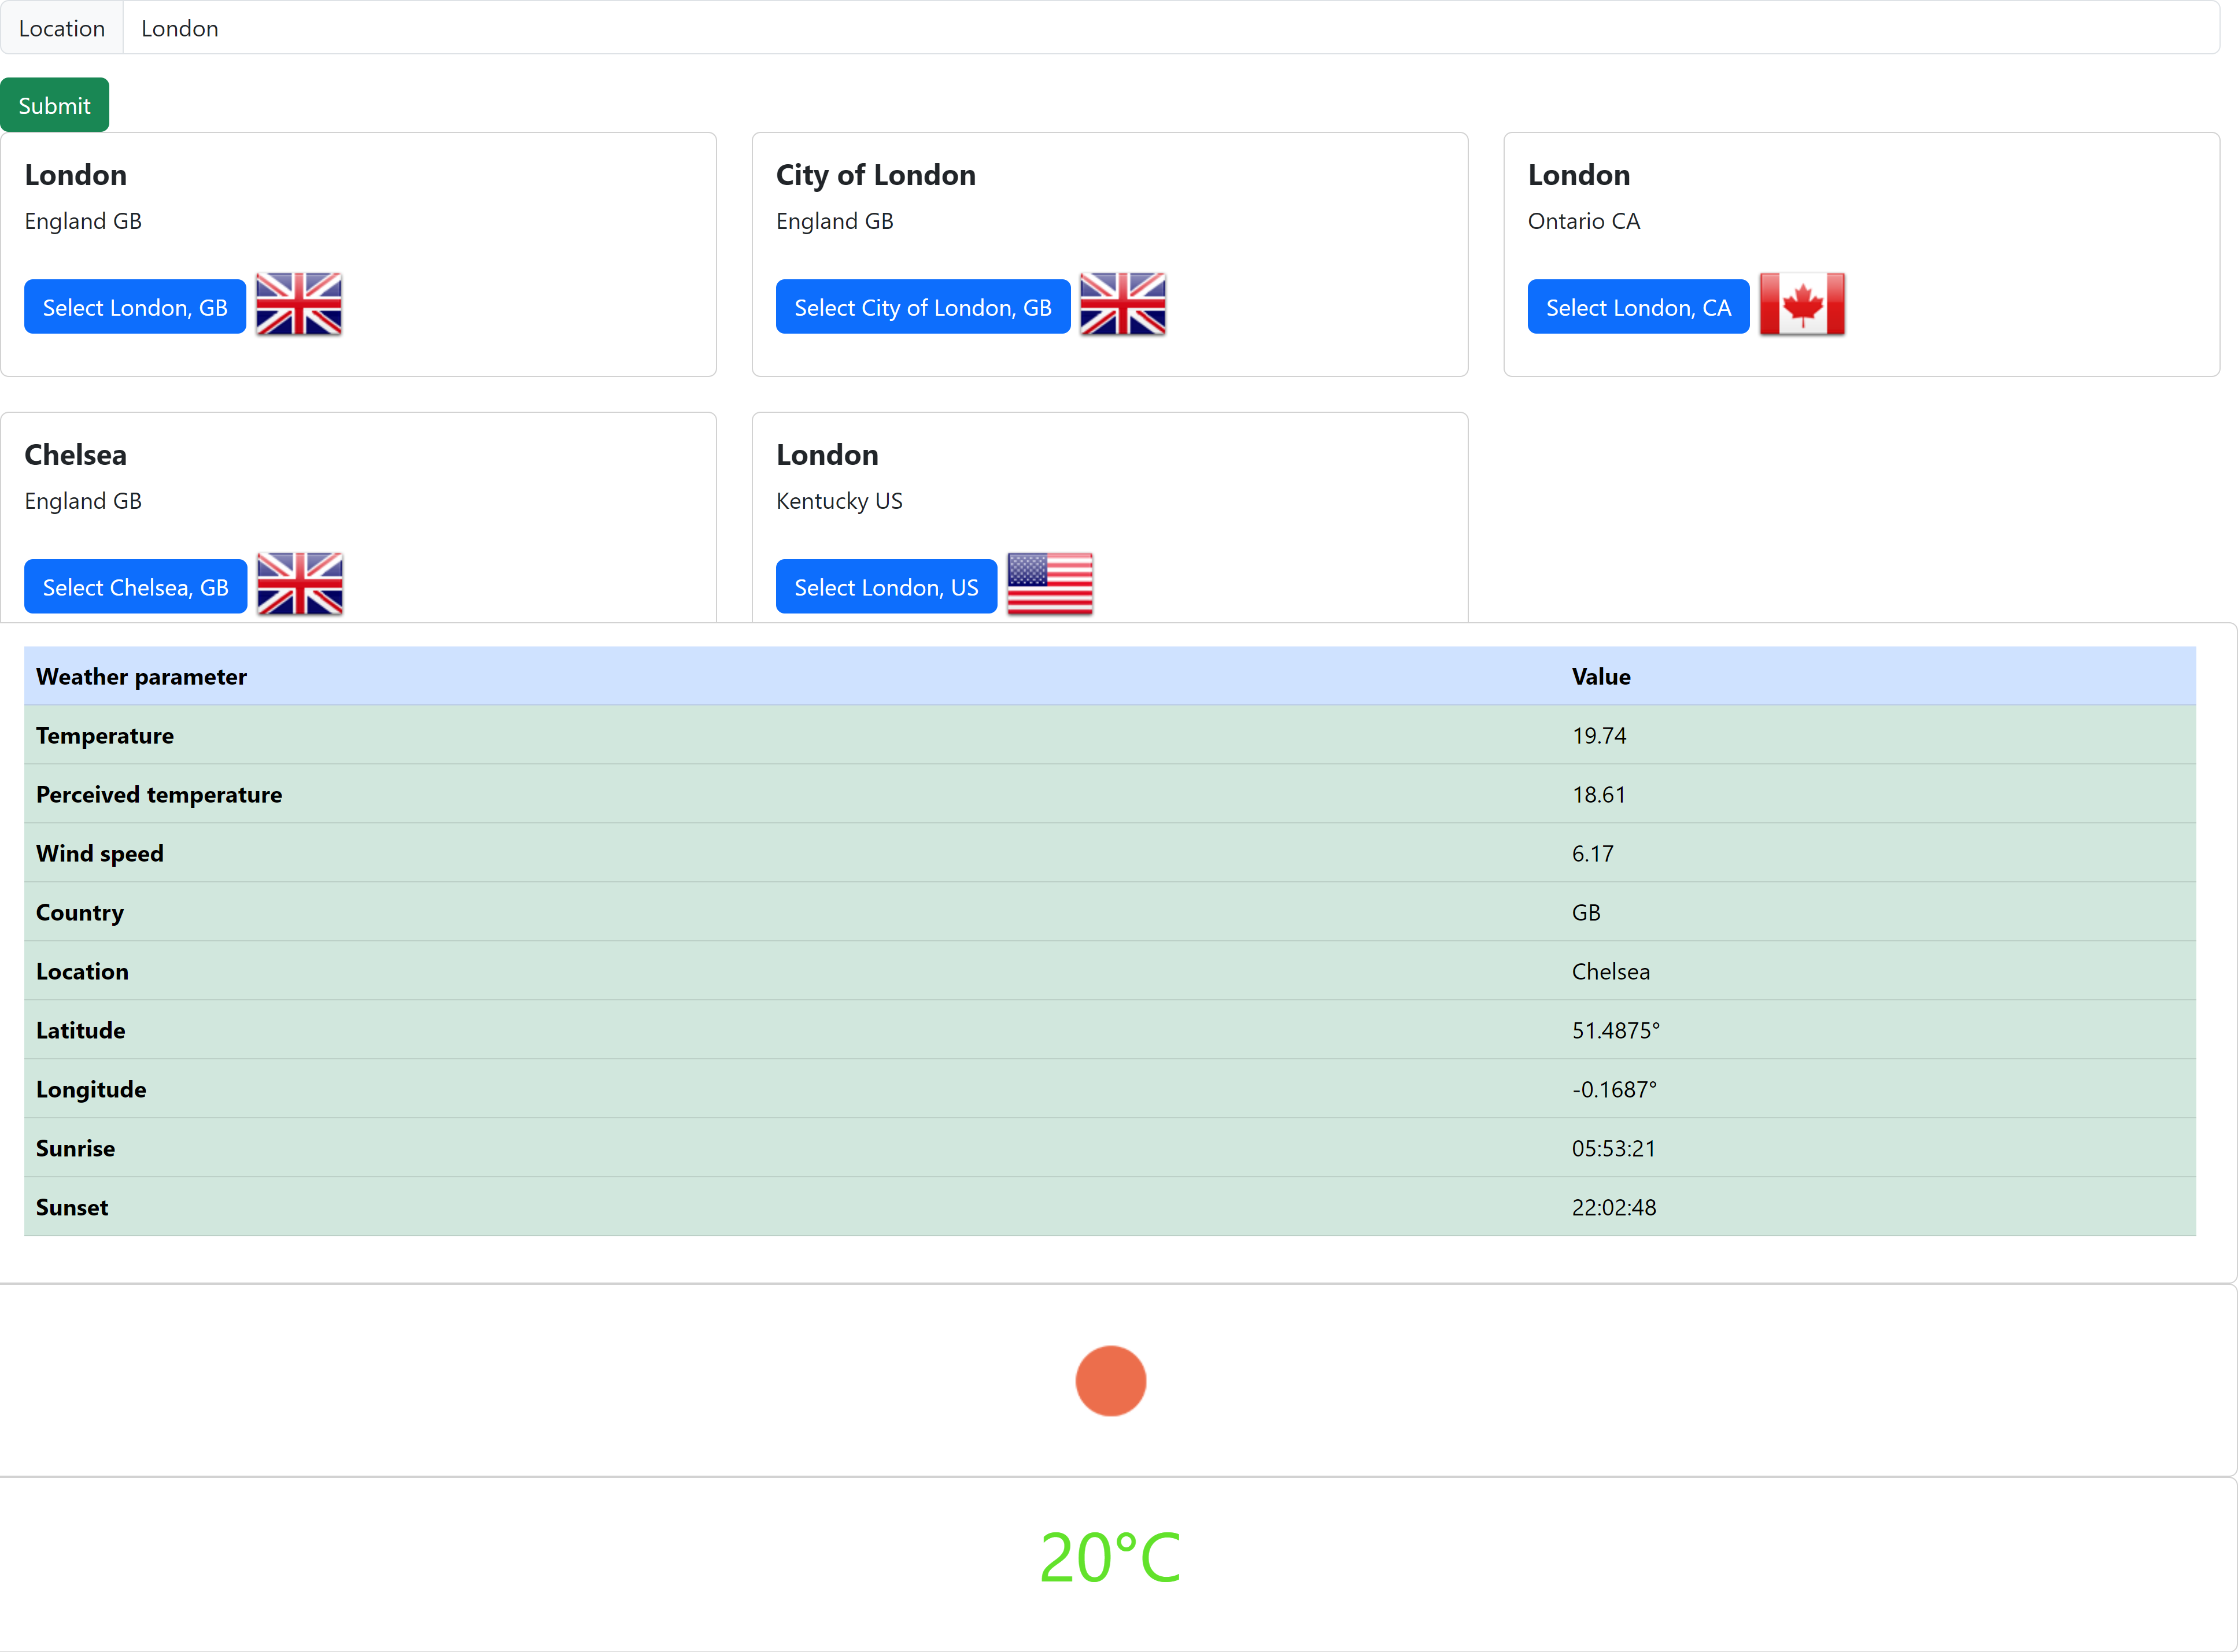 Location London
Submit
London
England GB
Select London, GB
City of London
England GB
Select City of London, GB
London
Ontario CA
Select London, CA
Chelsea
England GB
Select Chelsea, GB
London
Kentucky US
Select London, US
Weather parameter Value
Temperature 19.74
Perceived temperature 18.61
Wind speed 6.17
Country GB
Location Chelsea
Latitude 51.4875°
Longitude -0.1687°
Sunrise 05:53:21
Sunset 22:02:48
20°C